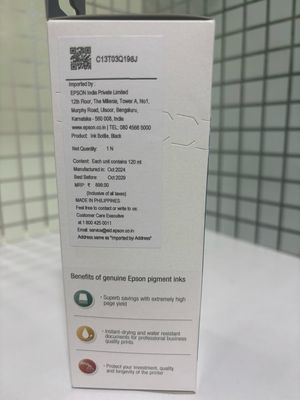 C13T03Q198J
Imported by
EPSON India Private Limited
12th Floor, The Millenia, Tower A, No1,
Murphy Road, Ulsoor, Bengaluru,
Karnataka - 560 008, India
www.epson.co.in | TEL: 080 4566 5000
Product: Ink Bottle, Black
Net Quantity: 1 N
Content: Each unit contains 120 ml
Manufactured in: Oct 2024
Best Before: Oct 2029
MRP: ₹ 899.00
(Inclusive of all taxes)
MADE IN PHILIPPINES
Feel free to contact or write to us:
Customer Care Executive
at 1 800 425 0011
Email: service@eid.epson.co.in
Address same as "Imported by Address"
Benefits of genuine Epson pigment inks
• Superb savings with extremely high
page yield
• Instant-drying and water resistant
documents for professional business
quality prints.
• Protect your investment, quality
and longevity of the printer